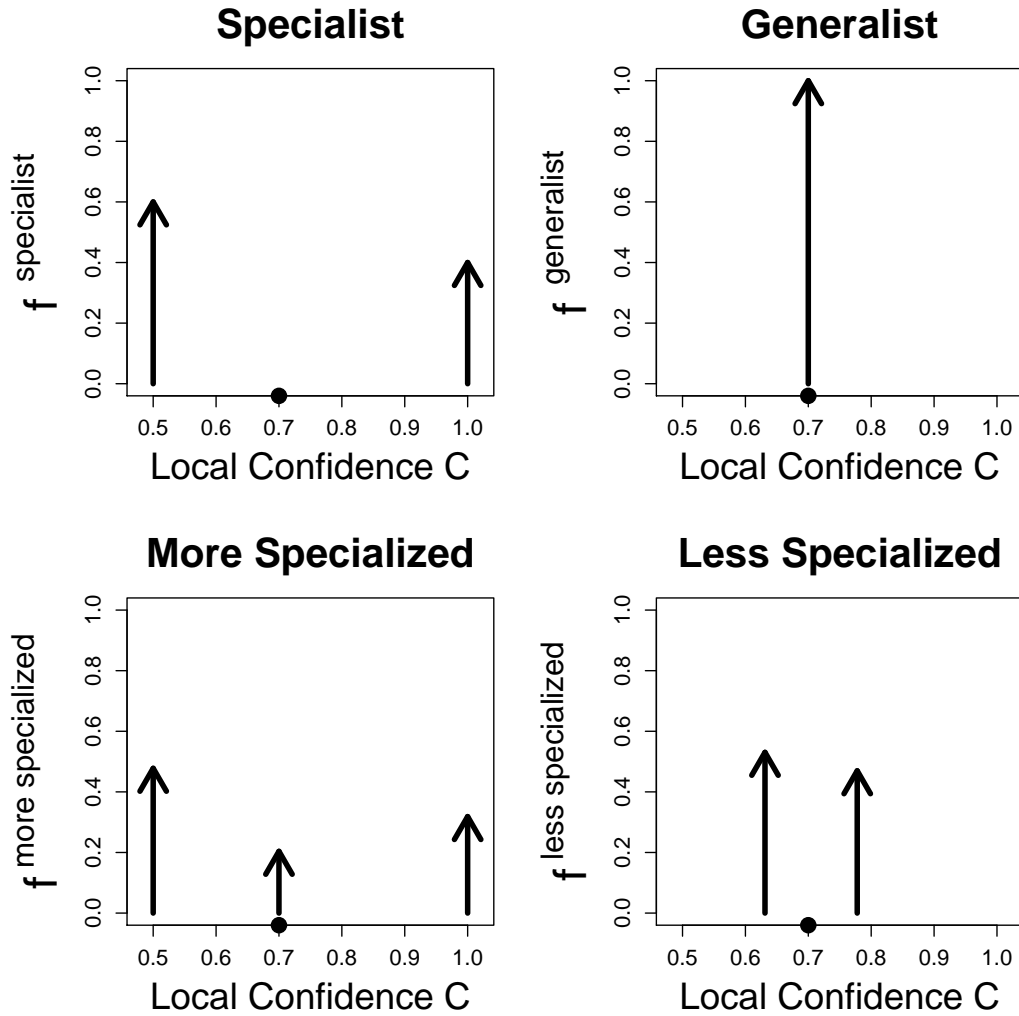 Specialist
f specialist
0.0 0.2 0.4 0.6 0.8 1.0
0.5 0.6 0.7 0.8 0.9 1.0
Local Confidence C
Generalist
f generalist
0.0 0.2 0.4 0.6 0.8 1.0
0.5 0.6 0.7 0.8 0.9 1.0
Local Confidence C
More Specialized
f more specialized
0.0 0.2 0.4 0.6 0.8 1.0
0.5 0.6 0.7 0.8 0.9 1.0
Local Confidence C
Less Specialized
f less specialized
0.0 0.2 0.4 0.6 0.8 1.0
0.5 0.6 0.7 0.8 0.9 1.0
Local Confidence C